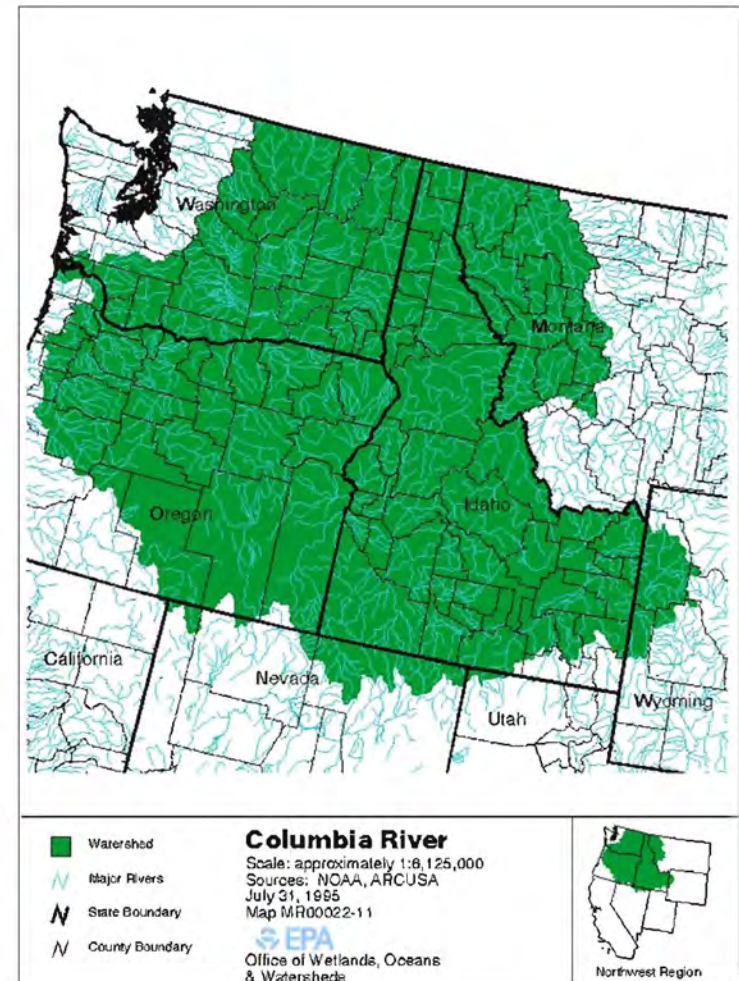 Washington
Montana
Oregon
Idaho
California
Nevada
Utah
Wyoming
Watershed
Major Rivers
State Boundary
County Boundary
Columbia River
Scale: approximately 1:6,125,000
Sources: NOAA, ARCUSA
July 31, 1995
Map MR00022-11
EPA
Office of Wetlands, Oceans
& Watersheds
Northwest Region